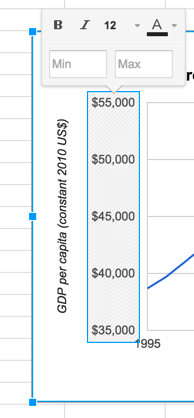 B I 12 A
Min Max
$55,000
$50,000
$45,000
$40,000
$35,000
GDP per capita (constant 2010 US$)
1995